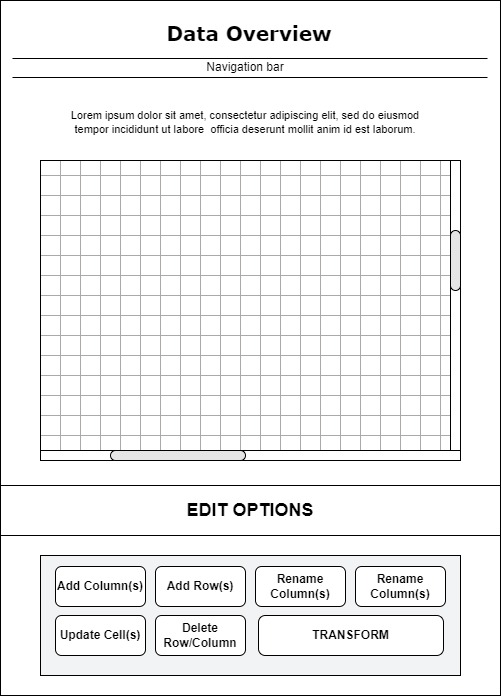 Data Overview
Navigation bar
Lorem ipsum dolor sit amet, consectetur adipiscing elit, sed do eiusmod
tempor incididunt ut labore  officia deserunt mollit anim id est laborum.
EDIT OPTIONS
Add Column(s)
Add Row(s)
Rename
Column(s)
Rename
Column(s)
Update Cell(s)
Delete
Row/Column
TRANSFORM